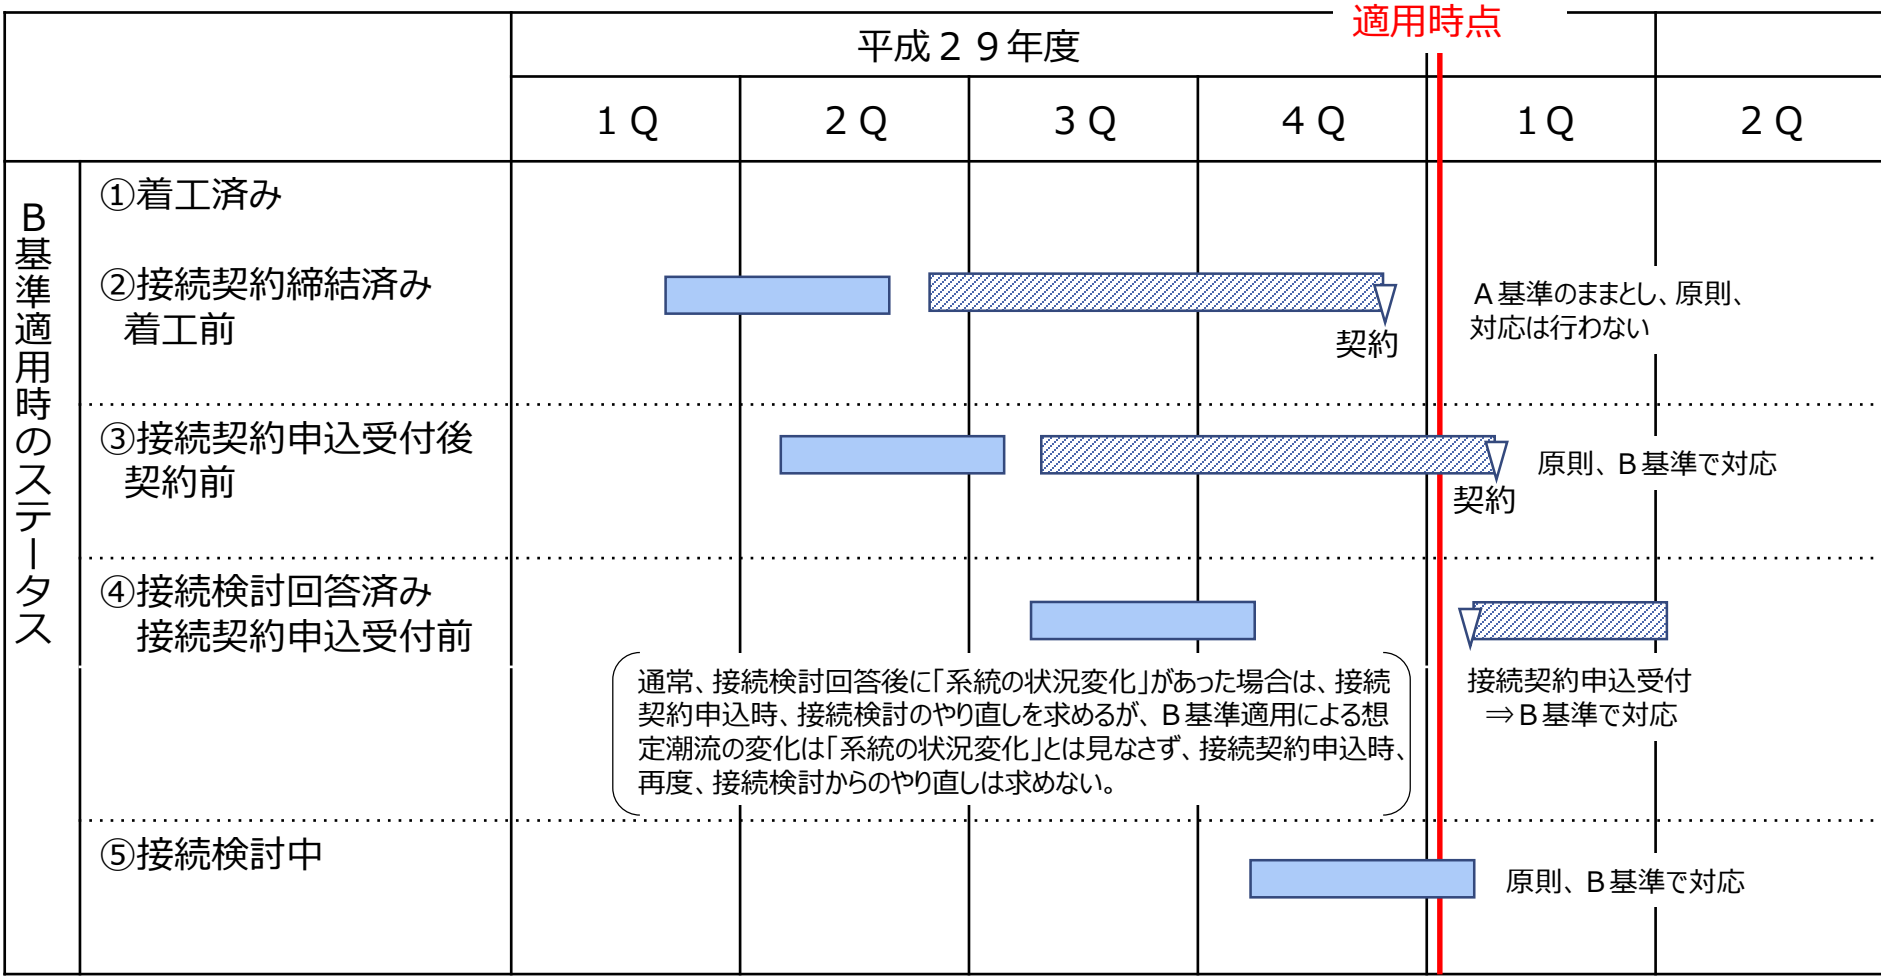 適用時点
平成２９年度
１Ｑ ２Ｑ ３Ｑ ４Ｑ １Ｑ ２Ｑ
Ｂ基準適用時のステータス
①着工済み
②接続契約締結済み
着工前
契約
Ａ基準のままとし、原則、
対応は行わない
③接続契約申込受付後
契約前
契約
原則、Ｂ基準で対応
④接続検討回答済み
接続契約申込受付前
通常、接続検討回答後に「系統の状況変化」があった場合は、接続
契約申込時、接続検討のやり直しを求めるが、Ｂ基準適用による想
定潮流の変化は「系統の状況変化」とは見なさず、接続契約申込時、
再度、接続検討からのやり直しは求めない。
接続契約申込受付
⇒Ｂ基準で対応
⑤接続検討中
原則、Ｂ基準で対応